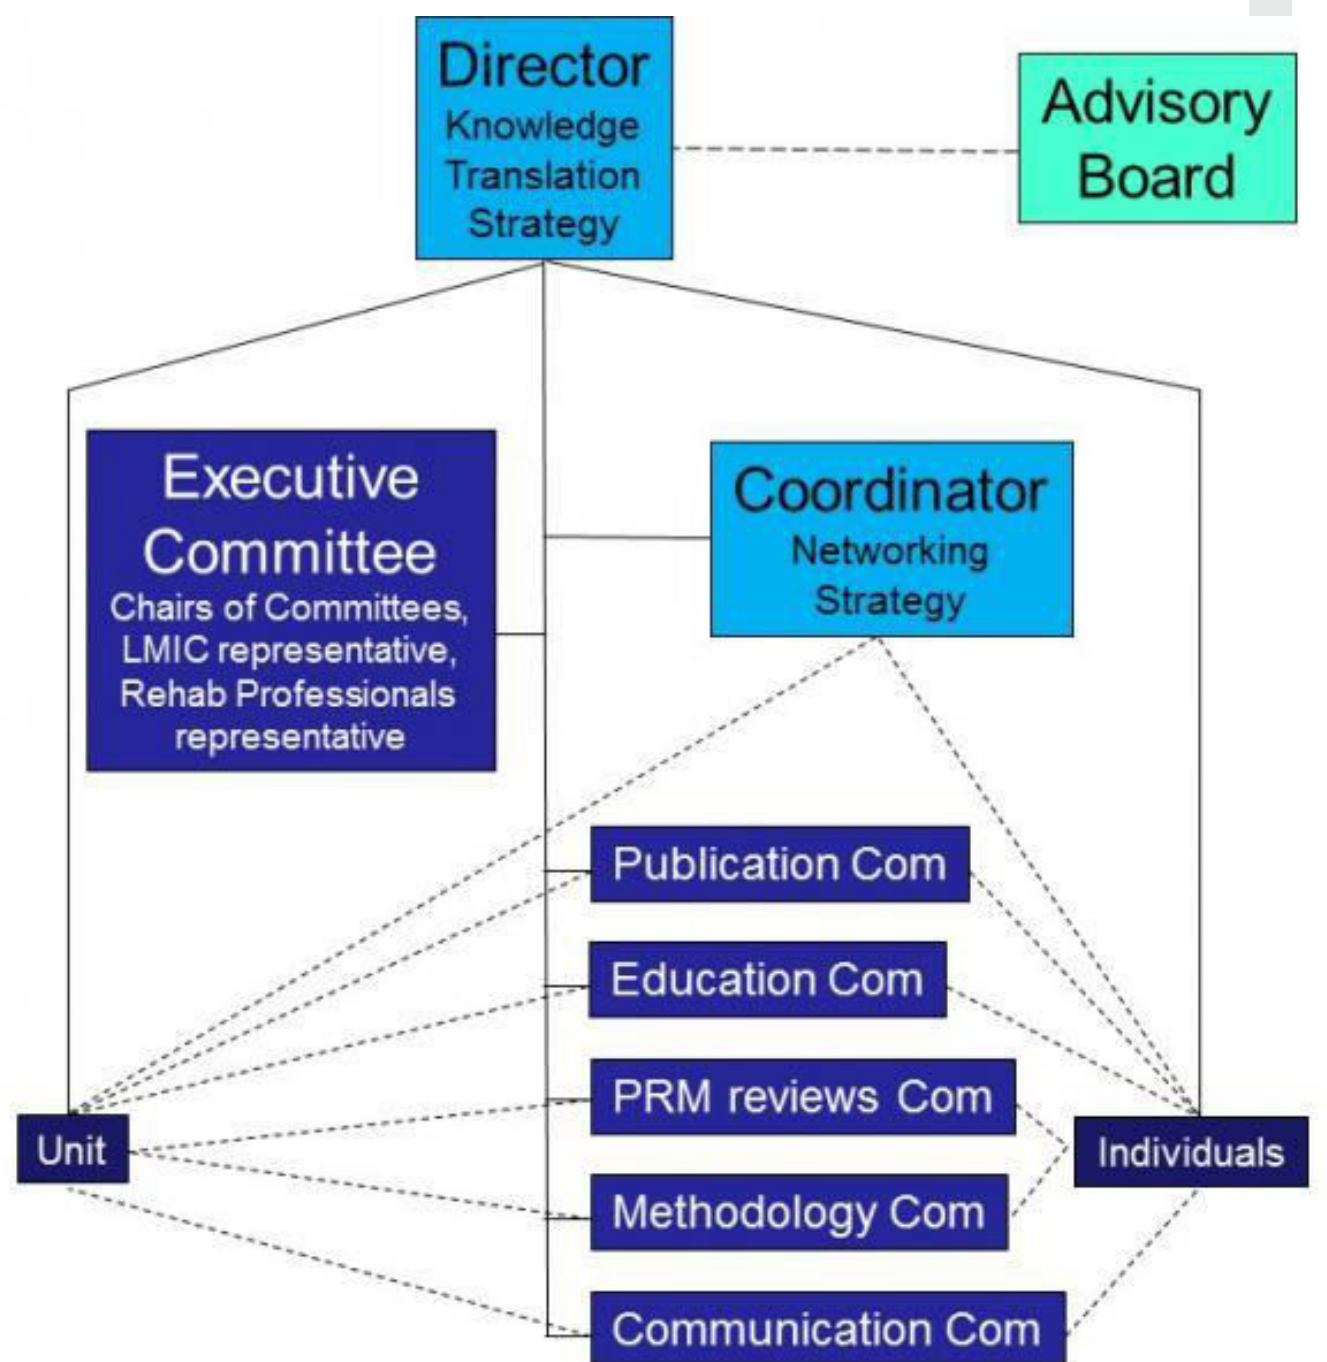 Director
Knowledge
Translation
Strategy
Advisory
Board
Executive
Committee
Chairs of Committees,
LMIC representative,
Rehab Professionals
representative
Coordinator
Networking
Strategy
Publication Com
Education Com
PRM reviews Com
Methodology Com
Communication Com
Unit
Individuals